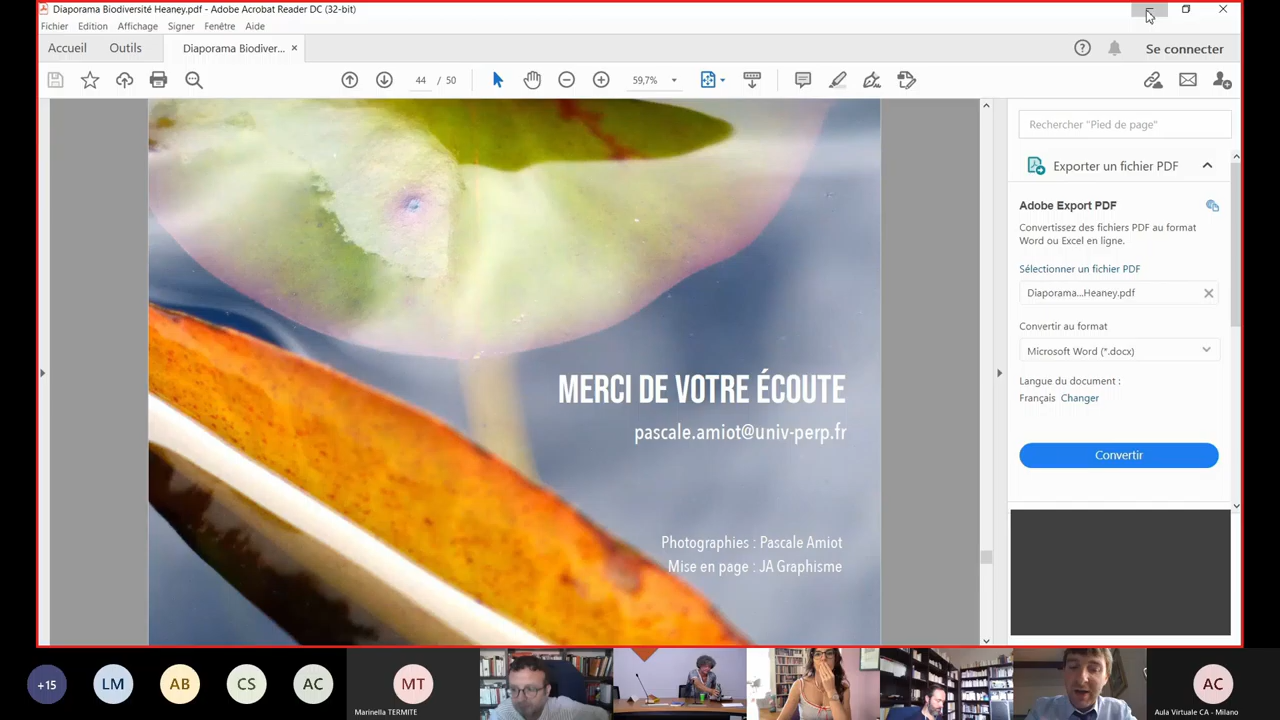 Diaporama Biodiversité Heaney.pdf - Adobe Acrobat Reader DC (32-bit)
Fichier Edition Affichage Signer Fenêtre Aide
Accueil Outils Diaporama Biodiver... × Se connecter
44 / 50 59,7%
Rechercher "Pied de page"
Exporter un fichier PDF
Adobe Export PDF
Convertissez des fichiers PDF au format
Word ou Excel en ligne.
Sélectionner un fichier PDF
Diaporama...Heaney.pdf
Convertir au format
Microsoft Word (*.docx)
Langue du document :
Français Changer
Convertir
MERCI DE VOTRE ÉCOUTE
pascale.amiot@univ-perp.fr
Photographies : Pascale Amiot
Mise en page : JA Graphisme
+15 LM AB CS AC MT AC
Marinella TERMITE Aula Virtuale CA - Milano